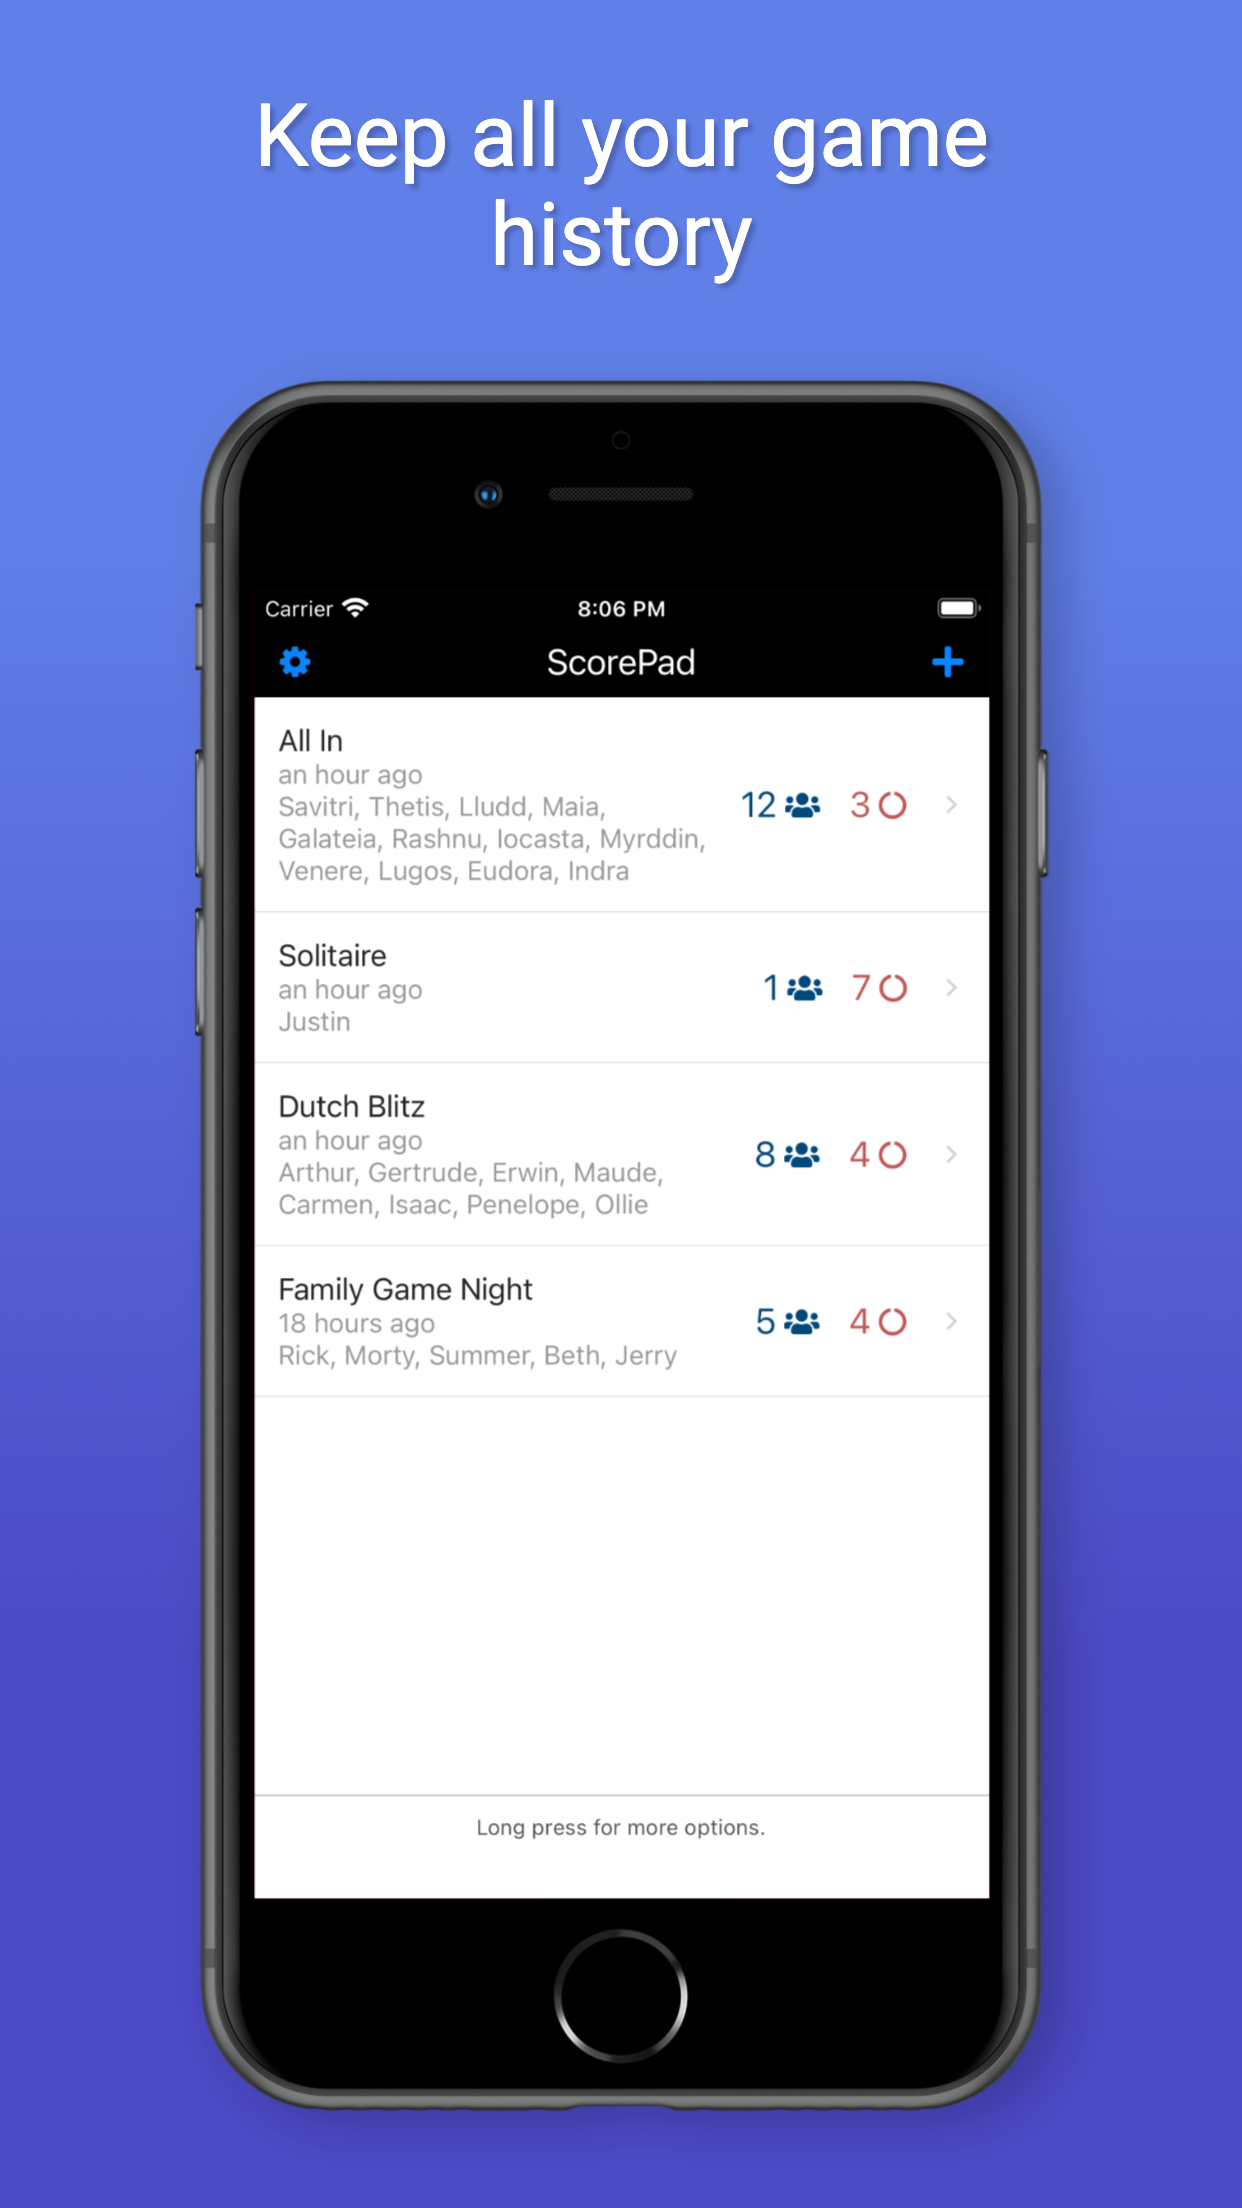 Keep all your game
history
Carrier
8:06 PM
ScorePad
All In
an hour ago
Savitri, Thetis, Lludd, Maia,
Galateia, Rashnu, Iocasta, Myrddin,
Venere, Lugos, Eudora, Indra
12
3
Solitaire
an hour ago
Justin
1
7
Dutch Blitz
an hour ago
Arthur, Gertrude, Erwin, Maude,
Carmen, Isaac, Penelope, Ollie
8
4
Family Game Night
18 hours ago
Rick, Morty, Summer, Beth, Jerry
5
4
Long press for more options.